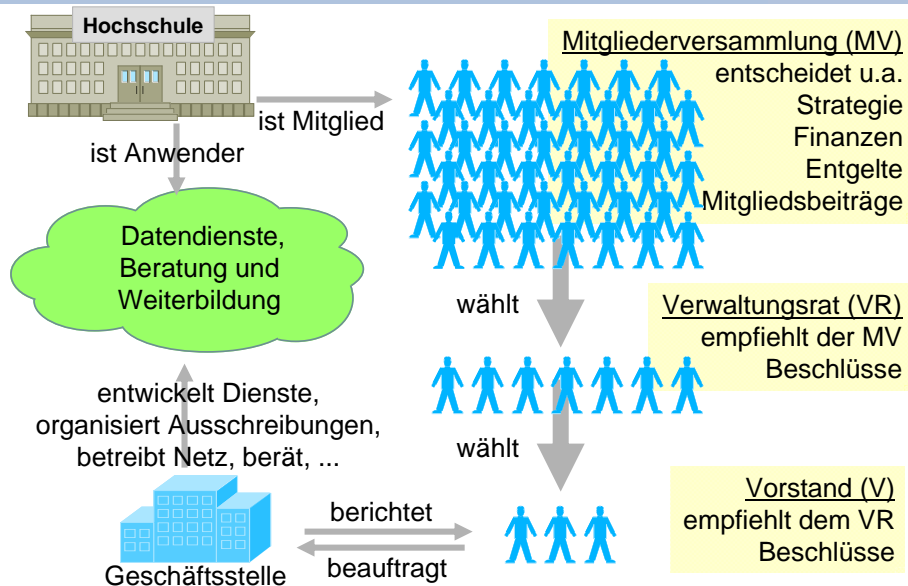 Hochschule
ist Mitglied
ist Anwender
Mitgliederversammlung (MV)
entscheidet u.a.
Strategie
Finanzen
Entgelte
Mitgliedsbeiträge
Datendienste,
Beratung und
Weiterbildung
wählt
Verwaltungsrat (VR)
empfiehlt der MV
Beschlüsse
entwickelt Dienste,
organisiert Ausschreibungen,
betreibt Netz, berät, ...
wählt
Vorstand (V)
empfiehlt dem VR
Beschlüsse
berichtet
beauftragt
Geschäftsstelle